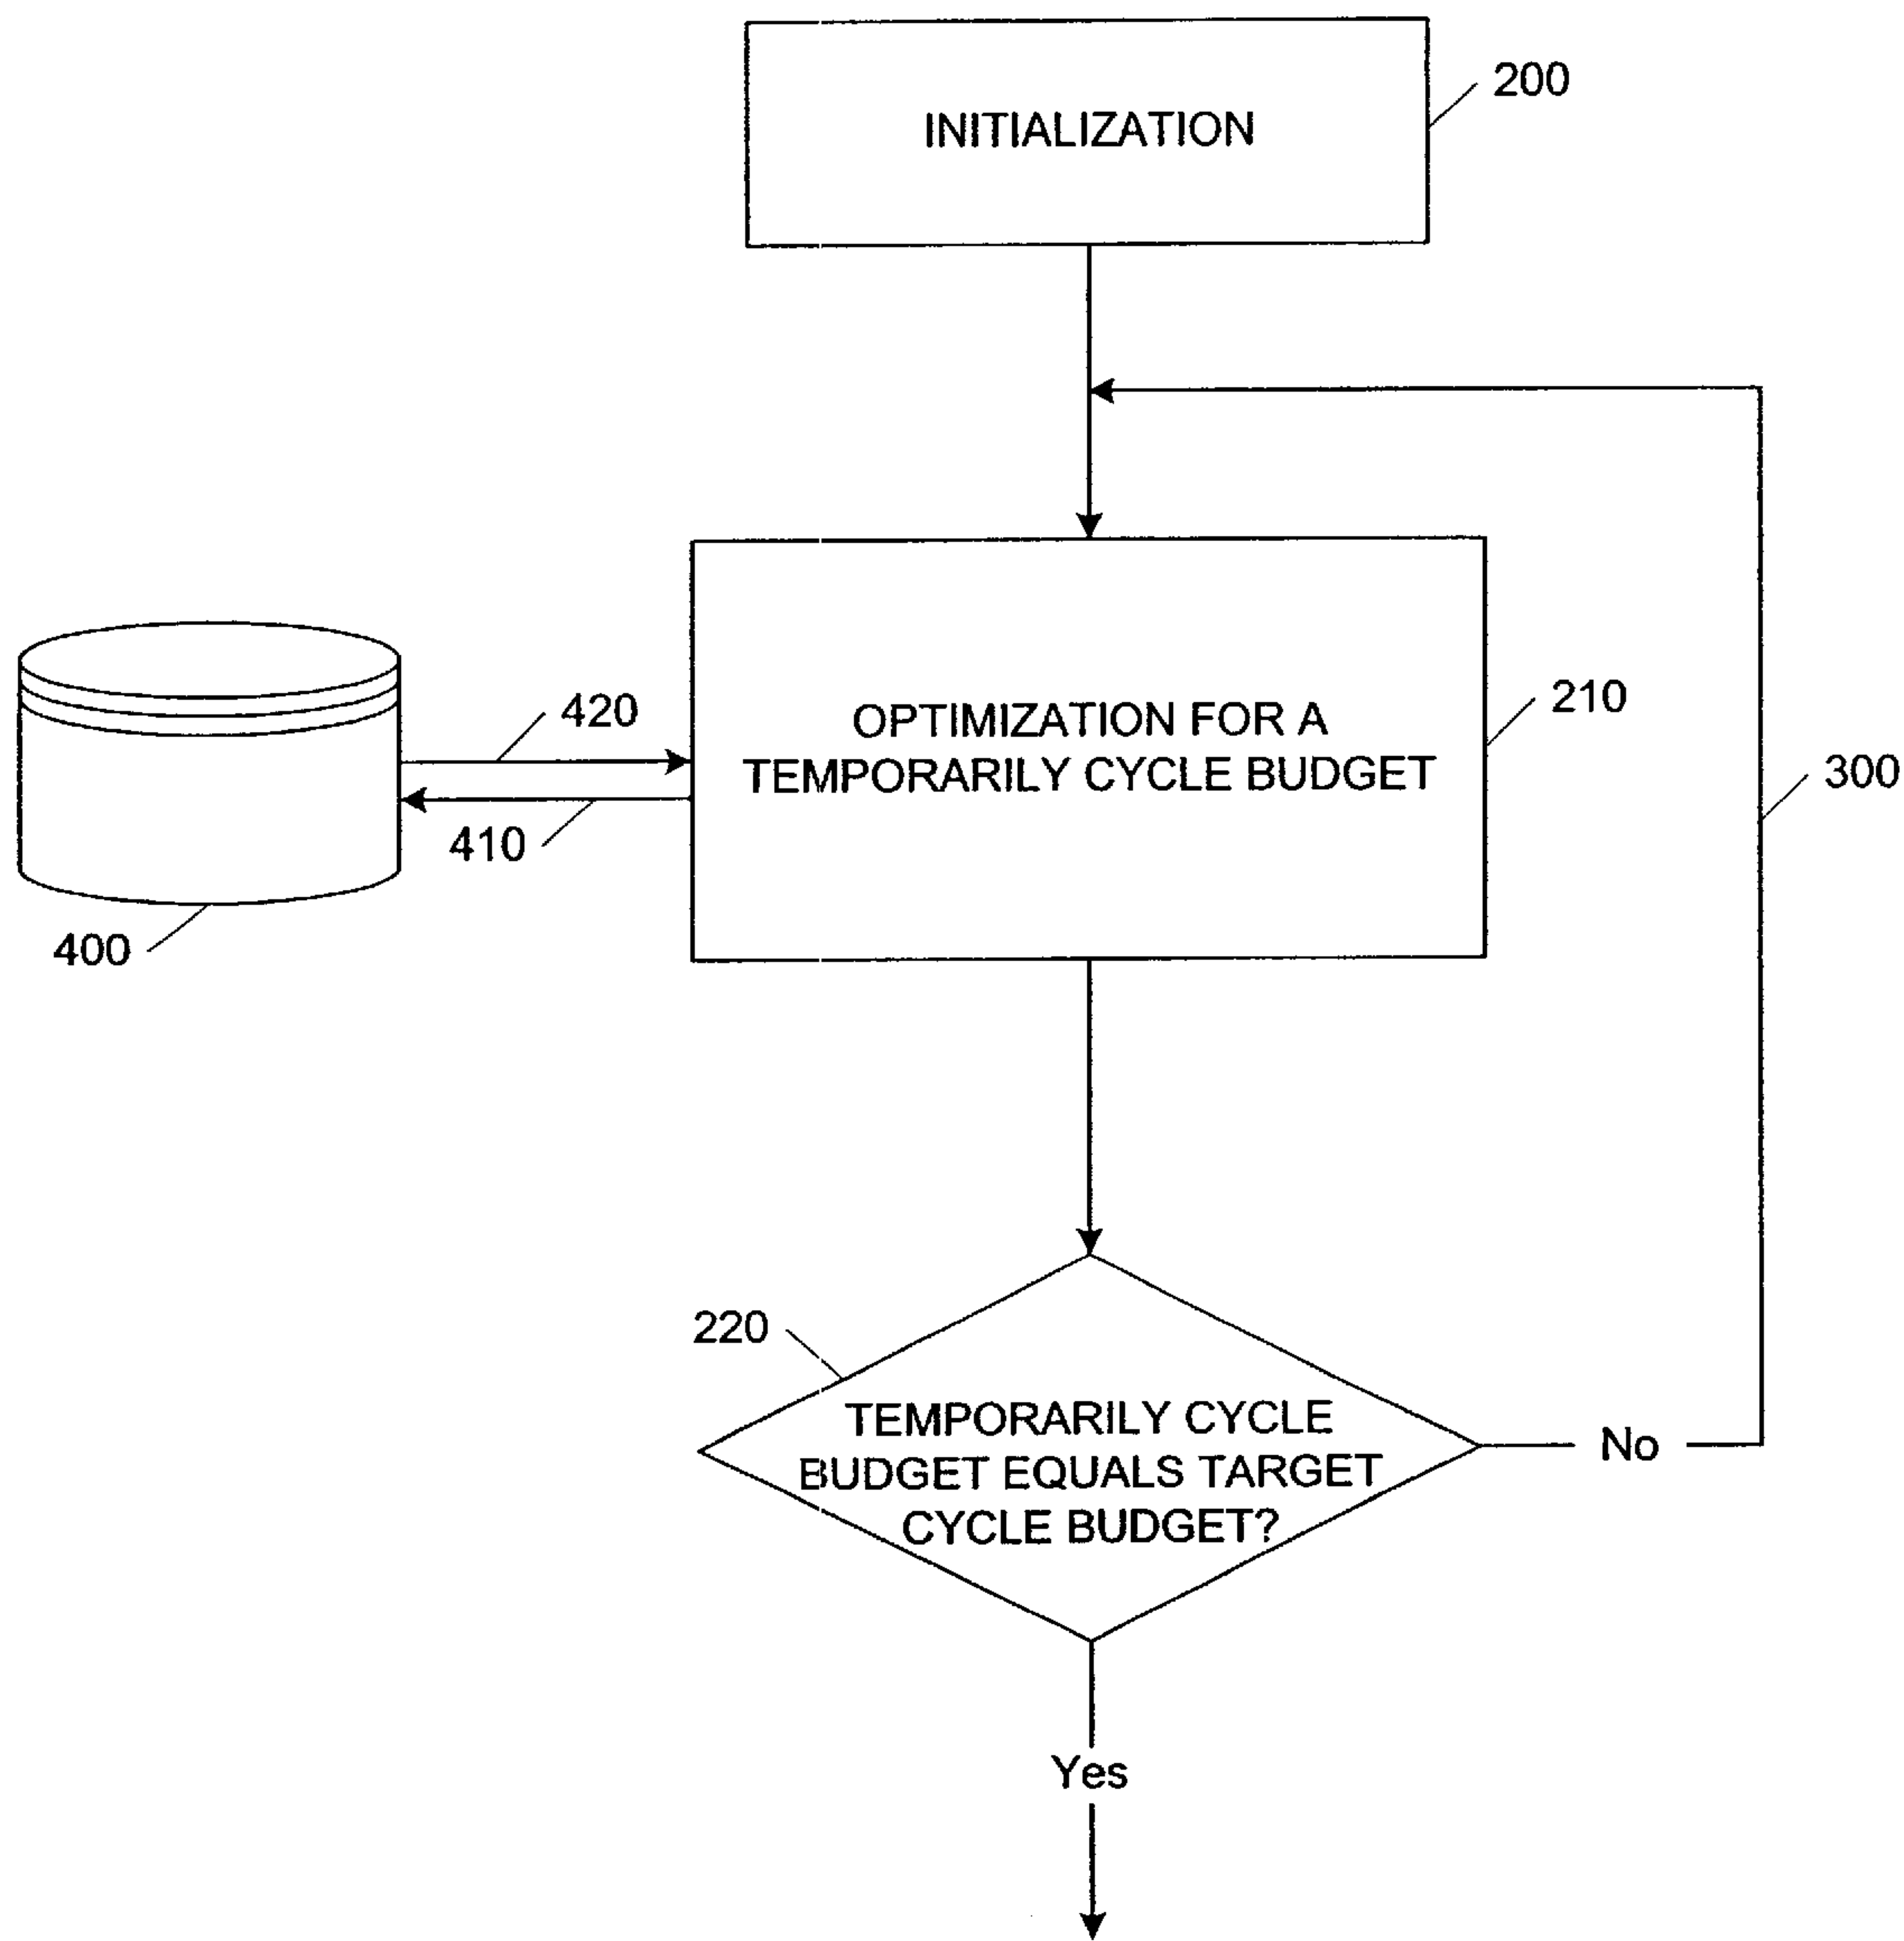 INITIALIZATION
200
420
410
400
OPTIMIZATION FOR A
TEMPORARILY CYCLE BUDGET
210
300
220
TEMPORARILY CYCLE
BUDGET EQUALS TARGET
CYCLE BUDGET?
No
Yes